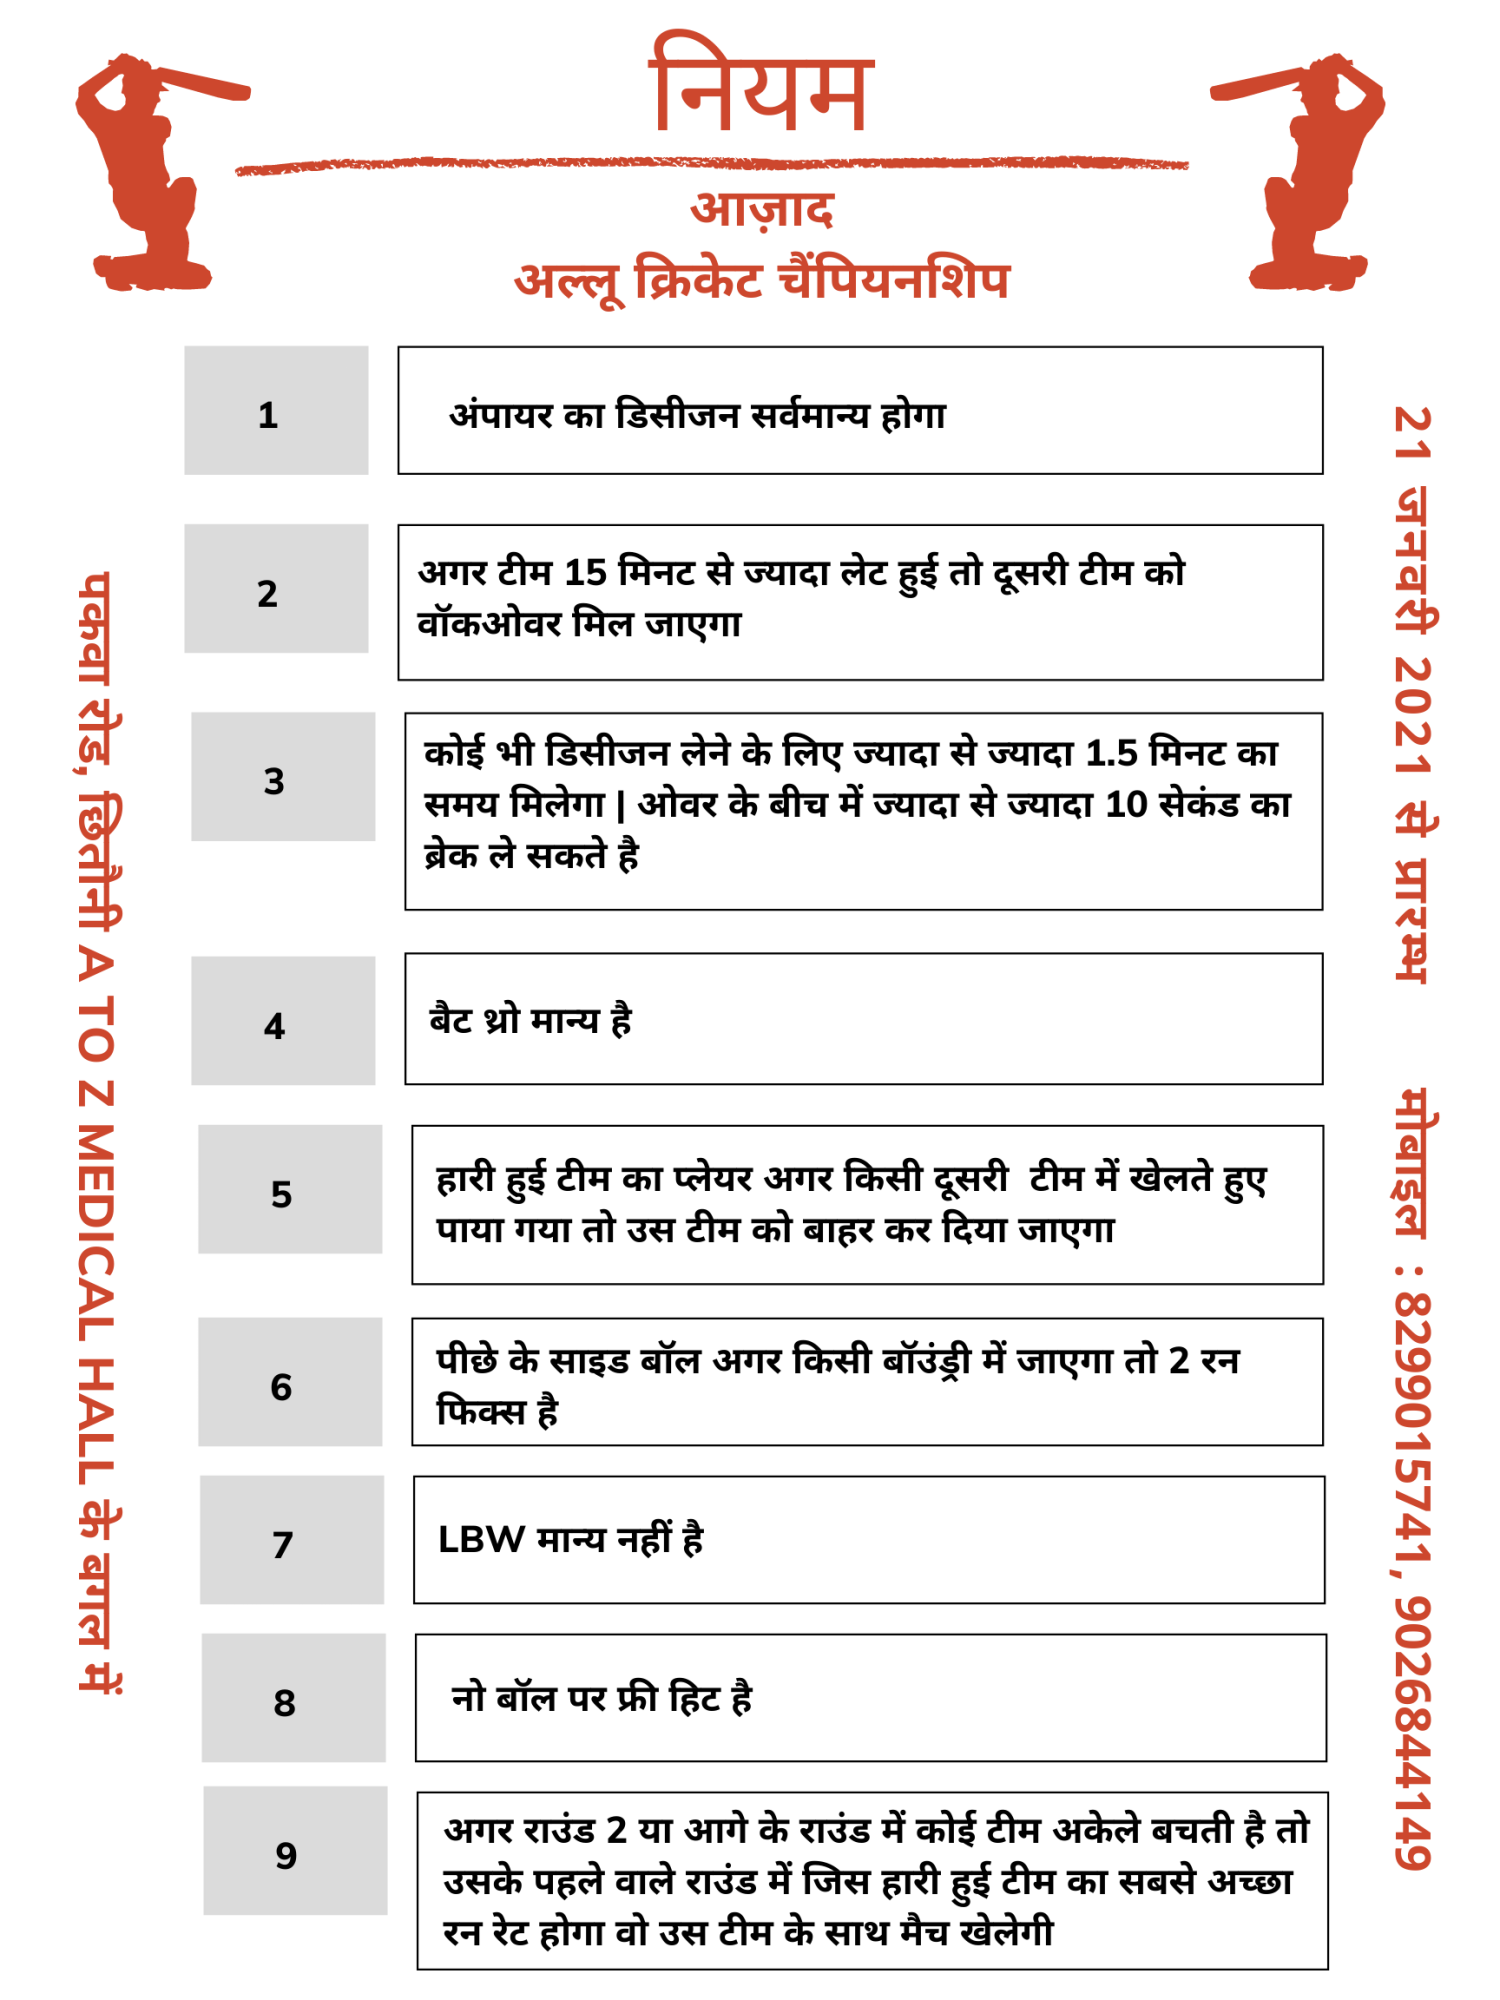 नियम
आज़ाद
अल्लू क्रिकेट चैंपियनशिप
1
अंपायर का डिसीजन सर्वमान्य होगा
2
अगर टीम 15 मिनट से ज्यादा लेट हुई तो दूसरी टीम को
वॉकओवर मिल जाएगा
3
कोई भी डिसीजन लेने के लिए ज्यादा से ज्यादा 1.5 मिनट का
समय मिलेगा | ओवर के बीच में ज्यादा से ज्यादा 10 सेकंड का
ब्रेक ले सकते है
4
बैट थ्रो मान्य है
5
हारी हुई टीम का प्लेयर अगर किसी दूसरी टीम में खेलते हुए
पाया गया तो उस टीम को बाहर कर दिया जाएगा
6
पीछे के साइड बॉल अगर किसी बॉउंड्री में जाएगा तो 2 रन
फिक्स है
7
LBW मान्य नहीं है
8
नो बॉल पर फ्री हिट है
9
अगर राउंड 2 या आगे के राउंड में कोई टीम अकेले बचती है तो
उसके पहले वाले राउंड में जिस हारी हुई टीम का सबसे अच्छा
रन रेट होगा वो उस टीम के साथ मैच खेलेगी
पकवा रोड, छितौनी A TO Z MEDICAL HALL के बगल में
21 जनवरी 2021 से प्रारम्भ मोबाइल : 8299015741, 9026844149